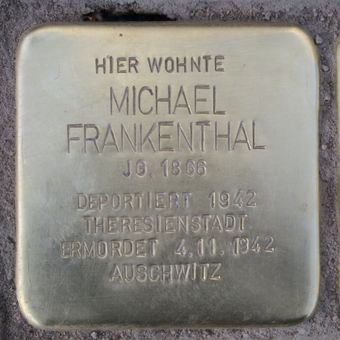 HIER WOHNTE
MICHAEL
FRANKENTHAL
JG. 1866
DEPORTIERT 1942
THERESIENSTADT
ERMORDET 4.11.1942
AUSCHWITZ